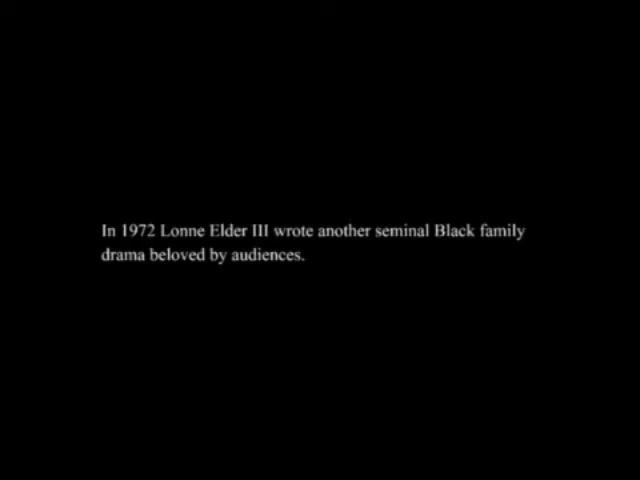 In 1972 Lonne Elder III wrote another seminal Black family
drama beloved by audiences.